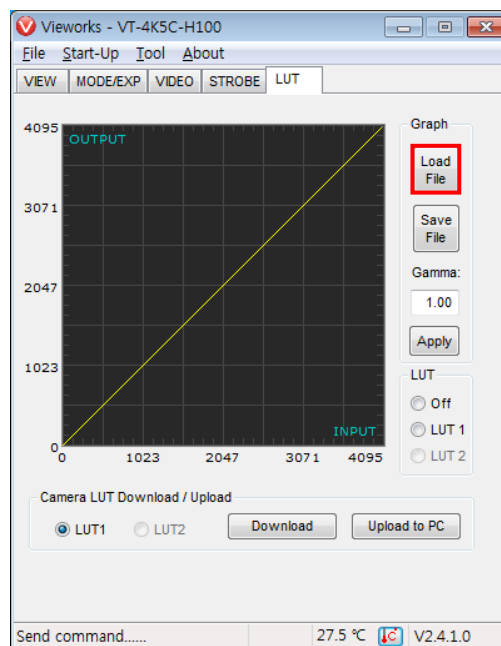 Vieworks - VT-4K5C-H100
File Start-Up Tool About
VIEW MODE/EXP VIDEO STROBE LUT
Graph
4095
OUTPUT
Load
File
3071
Save
File
2047
Gamma:
1.00
Apply
1023
LUT
Off
INPUT
LUT 1
0
LUT 2
0 1023 2047 3071 4095
Camera LUT Download / Upload
LUT1 LUT2 Download Upload to PC
Send command...... 27.5 ℃ V2.4.1.0